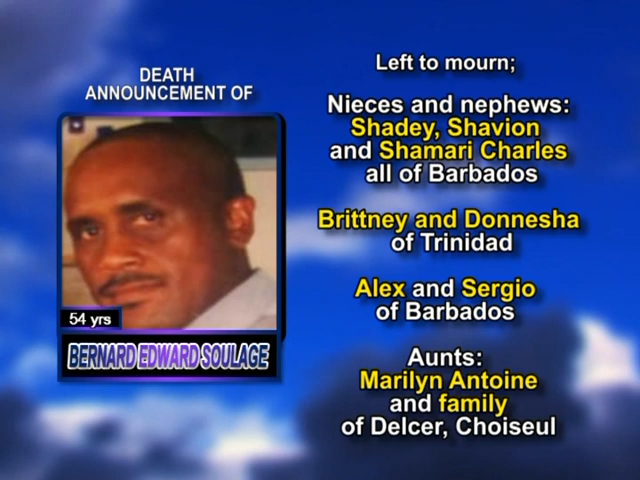 DEATH
ANNOUNCEMENT OF
54 yrs
BERNARD EDWARD SOULAGE
Left to mourn;
Nieces and nephews:
Shadey, Shavion
and Shamari Charles
all of Barbados
Brittney and Donnesha
of Trinidad
Alex and Sergio
of Barbados
Aunts:
Marilyn Antoine
and family
of Delcer, Choiseul